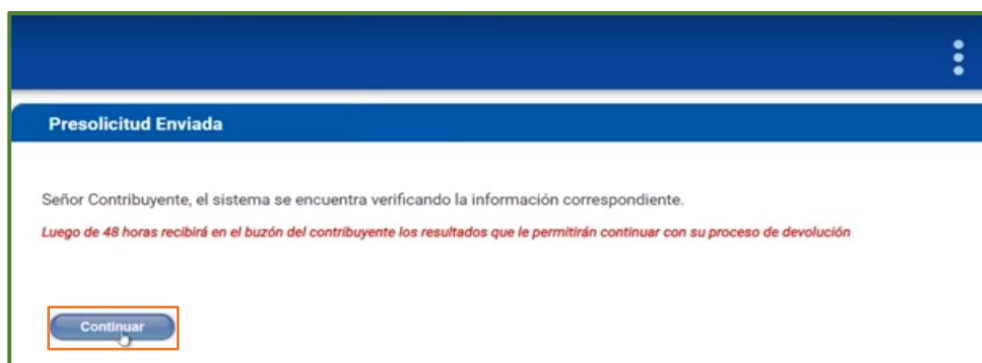 Presolicitud Enviada
Señor Contribuyente, el sistema se encuentra verificando la información correspondiente.
Luego de 48 horas recibirá en el buzón del contribuyente los resultados que le permitirán continuar con su proceso de devolución
Continuar